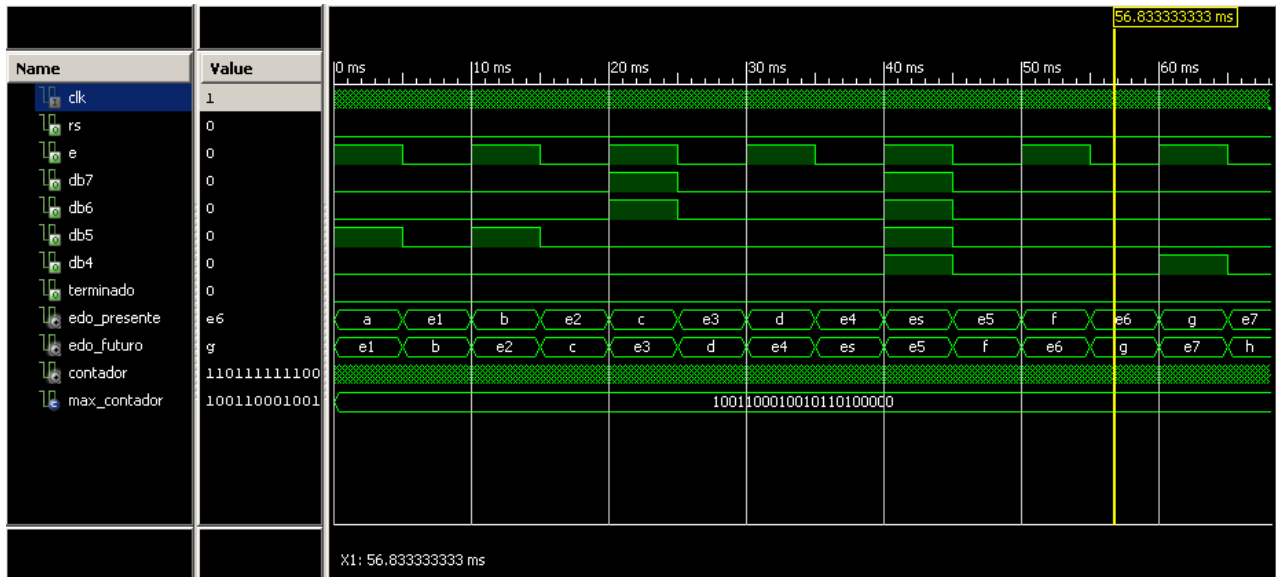 56.833333333 ms
Name Value 0 ms 10 ms 20 ms 30 ms 40 ms 50 ms 60 ms
clk 1
rs 0
e 0
db7 0
db6 0
db5 0
db4 0
terminado 0
edo_presente e6 a e1 b e2 c e3 d e4 es e5 f e6 g e7
edo_futuro g e1 b e2 c e3 d e4 es e5 f e6 g e7 h
contador 110111111100
max_contador 100110001001 1001100010010110100000
X1: 56.833333333 ms